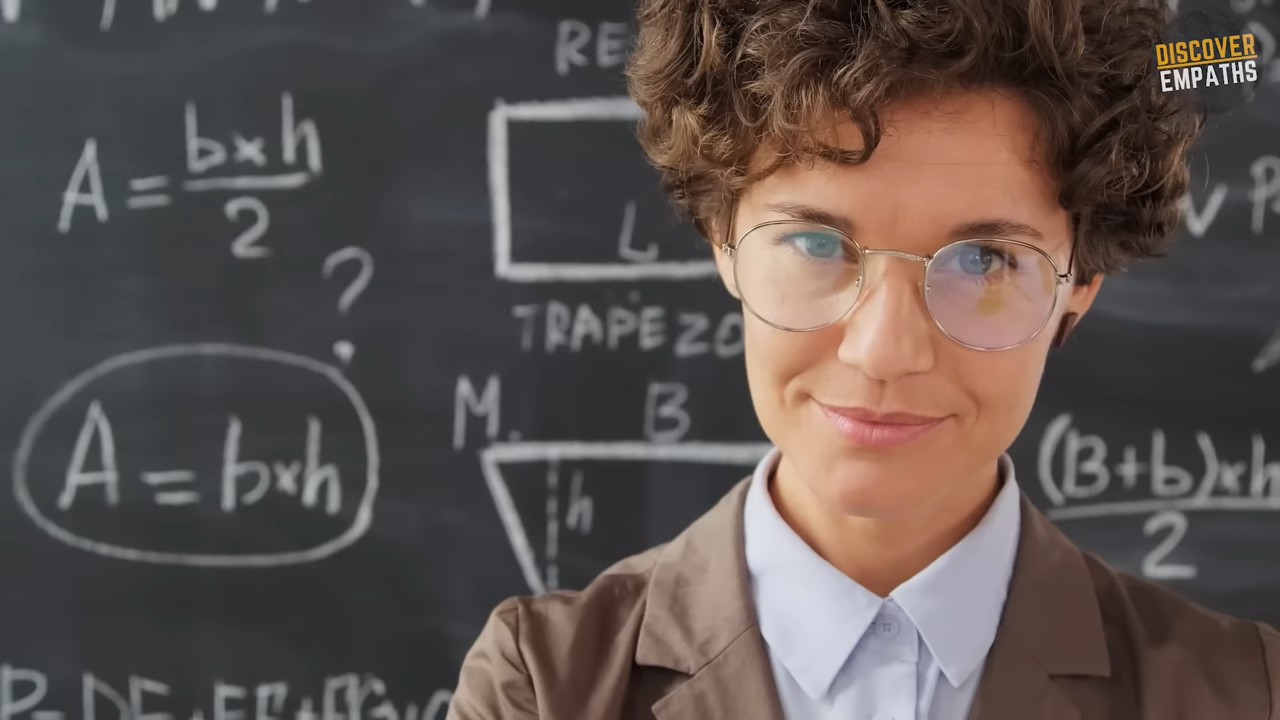 DISCOVER
EMPATHS
A = b×h
2
?
L
TRAPEZO
A = b×h
M.
B
h
(B+b)×h
2